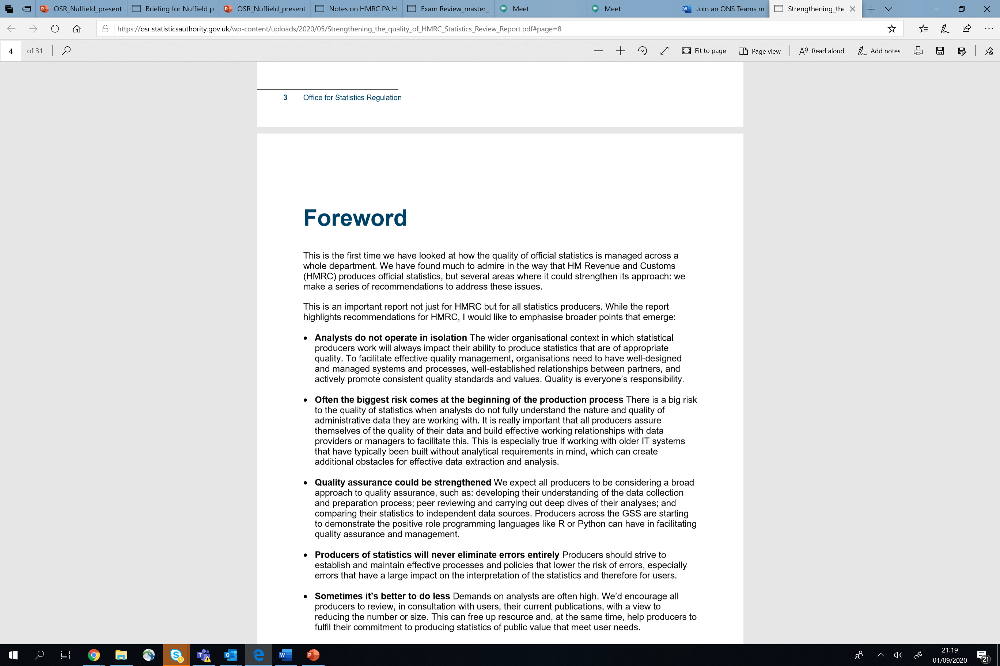 OSR_Nuffield_present
Briefing for Nuffield p
OSR_Nuffield_present
Notes on HMRC PA H
Exam Review_master_
Meet
Meet
Join an ONS Teams m
Strengthening_the
https://osr.statisticsauthority.gov.uk/wp-content/uploads/2020/05/Strengthening_the_quality_of_HMRC_Statistics_Review_Report.pdf#page=8
4 of 31
Fit to page
Page view
Read aloud
Add notes
3 Office for Statistics Regulation
Foreword
This is the first time we have looked at how the quality of official statistics is managed across a
whole department. We have found much to admire in the way that HM Revenue and Customs
(HMRC) produces official statistics, but several areas where it could strengthen its approach: we
make a series of recommendations to address these issues.
This is an important report not just for HMRC but for all statistics producers. While the report
highlights recommendations for HMRC, I would like to emphasise broader points that emerge:
• Analysts do not operate in isolation The wider organisational context in which statistical
producers work will always impact their ability to produce statistics that are of appropriate
quality. To facilitate effective quality management, organisations need to have well-designed
and managed systems and processes, well-established relationships between partners, and
actively promote consistent quality standards and values. Quality is everyone's responsibility.
• Often the biggest risk comes at the beginning of the production process There is a big risk
to the quality of statistics when analysts do not fully understand the nature and quality of
administrative data they are working with. It is really important that all producers assure
themselves of the quality of their data and build effective working relationships with data
providers or managers to facilitate this. This is especially true if working with older IT systems
that have typically been built without analytical requirements in mind, which can create
additional obstacles for effective data extraction and analysis.
• Quality assurance could be strengthened We expect all producers to be considering a broad
approach to quality assurance, such as: developing their understanding of the data collection
and preparation process; peer reviewing and carrying out deep dives of their analyses; and
comparing their statistics to independent data sources. Producers across the GSS are starting
to demonstrate the positive role programming languages like R or Python can have in facilitating
quality assurance and management.
• Producers of statistics will never eliminate errors entirely Producers should strive to
establish and maintain effective processes and policies that lower the risk of errors, especially
errors that have a large impact on the interpretation of the statistics and therefore for users.
• Sometimes it's better to do less Demands on analysts are often high. We'd encourage all
producers to review, in consultation with users, their current publications, with a view to
reducing the number or size. This can free up resource and, at the same time, help producers to
fulfil their commitment to producing statistics of public value that meet user needs.
21:19
01/09/2020
21